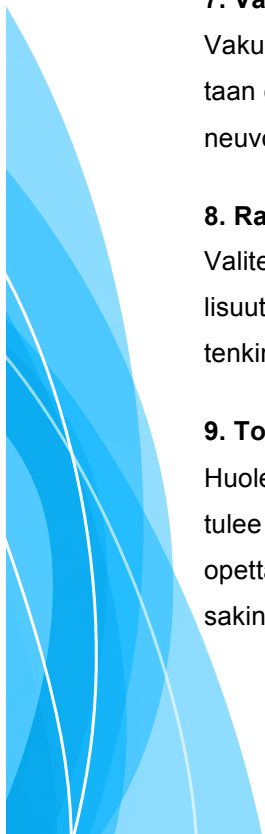 7. Va
Vaku
taan
neuvo
8. Ra
Valite
lisuut
tenkin
9. To
Huole
tulee
opetta
sakin